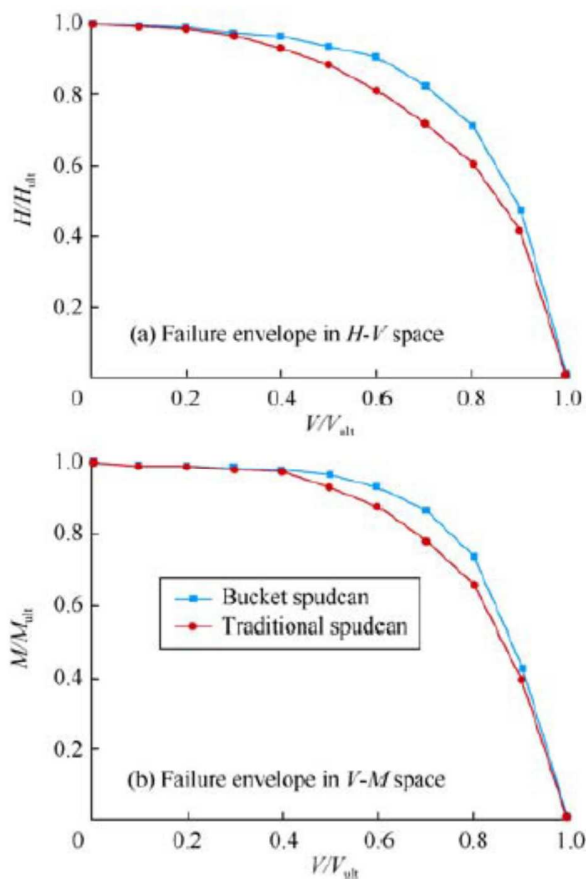 1.0
0.8
0.6
0.4
0.2
H/Hult
(a) Failure envelope in H-V space
0 0.2 0.4 0.6 0.8 1.0
V/Vult
1.0
0.8
0.6
0.4
0.2
M/Mult
Bucket spudcan
Traditional spudcan
(b) Failure envelope in V-M space
0 0.2 0.4 0.6 0.8 1.0
V/Vult